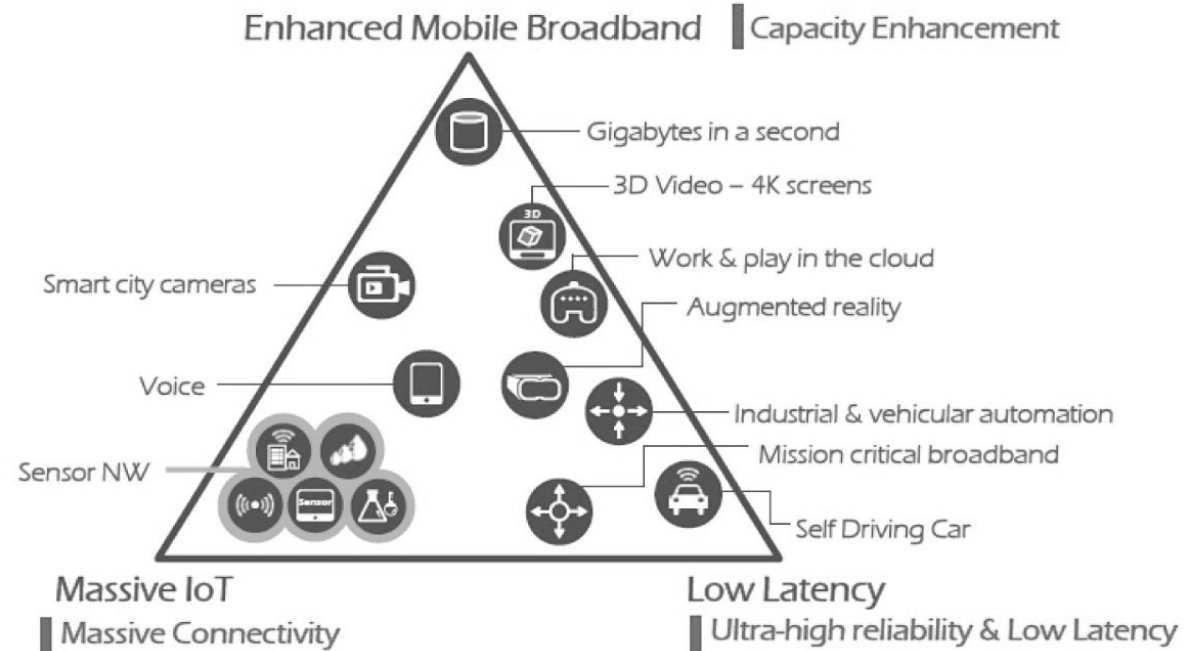 Enhanced Mobile Broadband
Capacity Enhancement
Gigabytes in a second
3D Video – 4K screens
3D
Work & play in the cloud
Smart city cameras
Augmented reality
Voice
Industrial & vehicular automation
Mission critical broadband
Sensor NW
Sensor
Self Driving Car
Massive IoT
Low Latency
Massive Connectivity
Ultra-high reliability & Low Latency